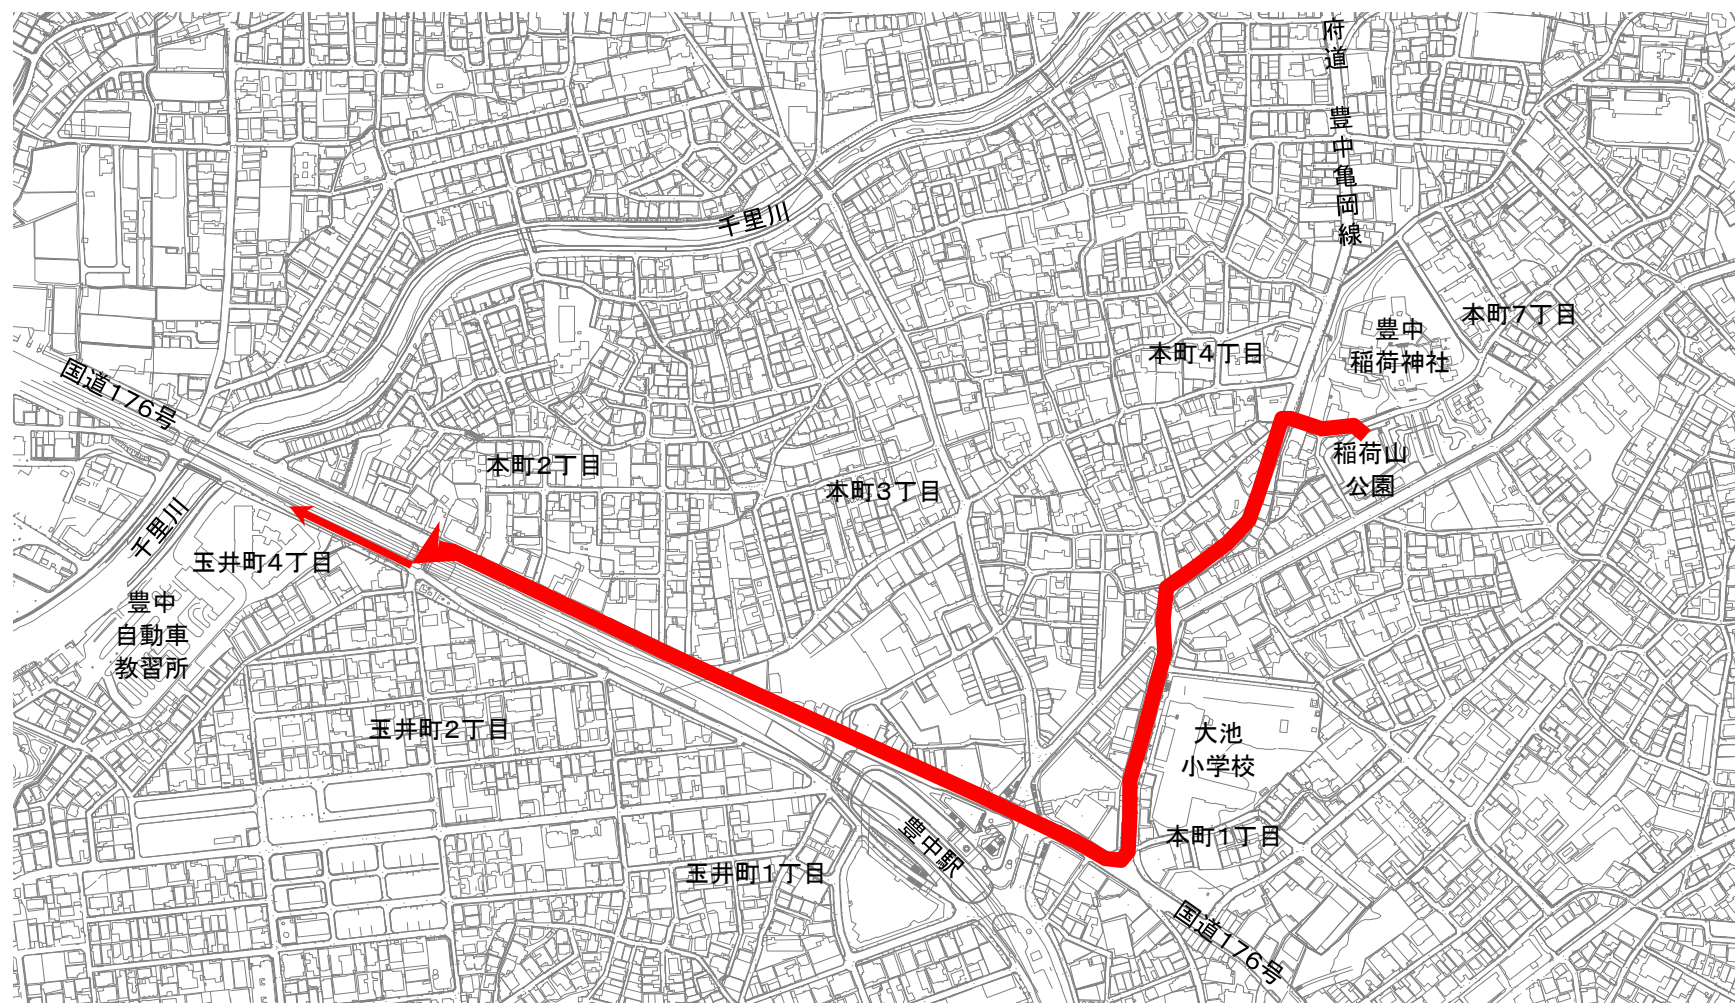 府道 豊中亀岡線
千里川
本町7丁目
豊中
稲荷神社
本町4丁目
国道176号
稲荷山
公園
本町2丁目
本町3丁目
千里川
玉井町4丁目
豊中
自動車
教習所
玉井町2丁目
大池
小学校
本町1丁目
豊中駅
玉井町1丁目
国道176号